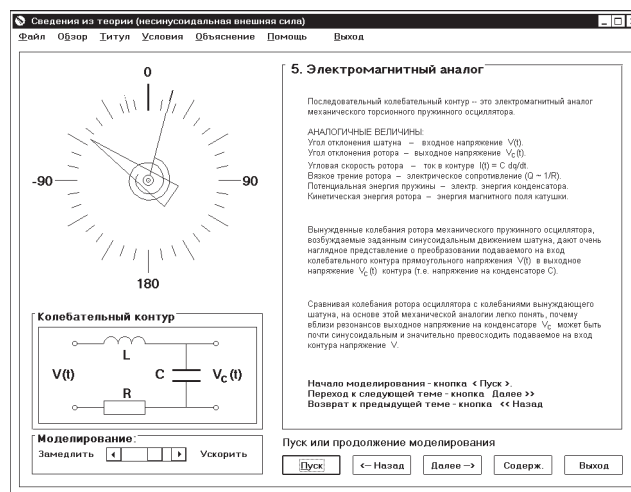 Сведения из теории (несинусоидальная внешняя сила)
Файл Обзор Титул Условия Объяснение Помощь Выход
0
-90
90
180
5. Электромагнитный аналог
Последовательный колебательный контур -- это электромагнитный аналог
механического торсионного пружинного осциллятора.
АНАЛОГИЧНЫЕ ВЕЛИЧИНЫ:
Угол отклонения шатуна – входное напряжение V(t).
Угол отклонения ротора – выходное напряжение VC(t).
Угловая скорость ротора – ток в контуре I(t) = C dq/dt.
Вязкое трение ротора – электрическое сопротивление (Q ~ 1/R).
Потенциальная энергия пружины – электр. энергия конденсатора.
Кинетическая энергия ротора – энергия магнитного поля катушки.
Вынужденные колебания ротора механического пружинного осциллятора,
возбуждаемые заданным синусоидальным движением шатуна, дают очень
наглядное представление о преобразовании подаваемого на вход
колебательного контура прямоугольного напряжения V(t) в выходное
напряжение VC(t) контура (т.е. напряжение на конденсаторе C).
Сравнивая колебания ротора осциллятора с колебаниями вынуждающего
шатуна, на основе этой механической аналогии легко понять, почему
вблизи резонансов выходное напряжение на конденсаторе VC может быть
почти синусоидальным и значительно превосходить подаваемое на вход
контура напряжение V.
Начало моделирования - кнопка < Пуск >.
Переход к следующей теме - кнопка Далее >>
Возврат к предыдущей теме - кнопка << Назад
Колебательный контур
L
V(t)
C
VC(t)
R
Моделирование:
Замедлить
Ускорить
Пуск или продолжение моделирования
Пуск
<-- Назад
Далее -->
Содерж.
Выход